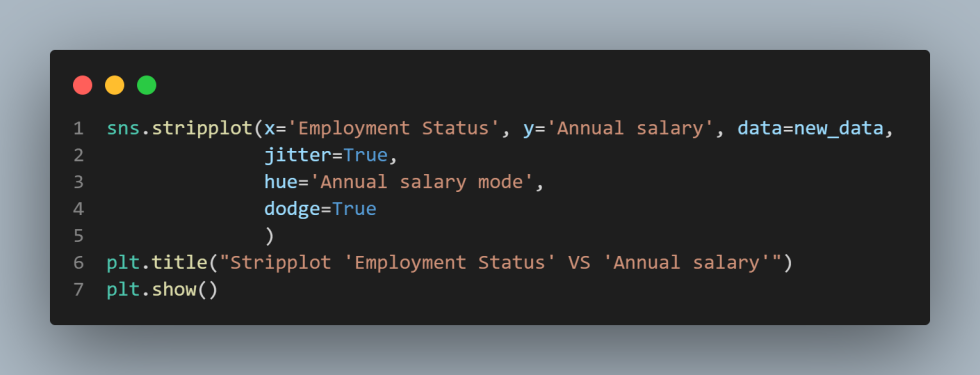 1 sns.stripplot(x='Employment Status', y='Annual salary', data=new_data,
2               jitter=True,
3               hue='Annual salary mode',
4               dodge=True
5               )
6 plt.title("Stripplot 'Employment Status' VS 'Annual salary'")
7 plt.show()